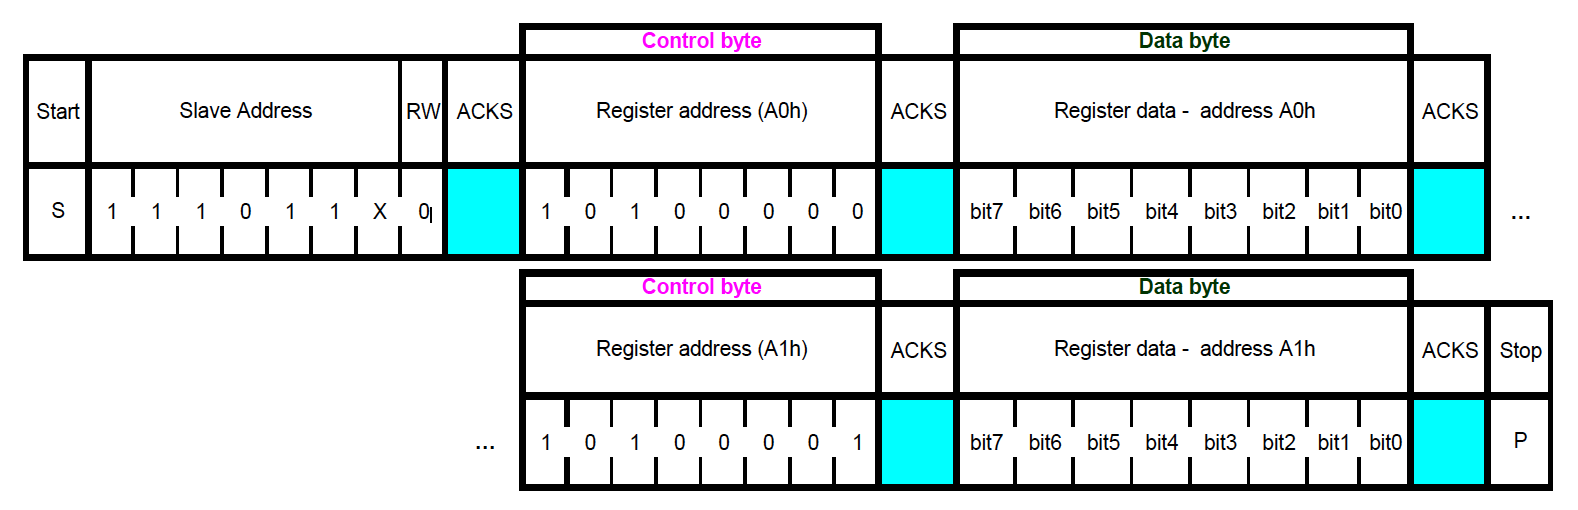 Control byte Data byte
Start Slave Address RW ACKS Register address (A0h) ACKS Register data - address A0h ACKS
S 1 1 1 0 1 1 X 0 1 0 1 0 0 0 0 0 bit7 bit6 bit5 bit4 bit3 bit2 bit1 bit0 ...
Control byte Data byte
Register address (A1h) ACKS Register data - address A1h ACKS Stop
... 1 0 1 0 0 0 0 1 bit7 bit6 bit5 bit4 bit3 bit2 bit1 bit0 P